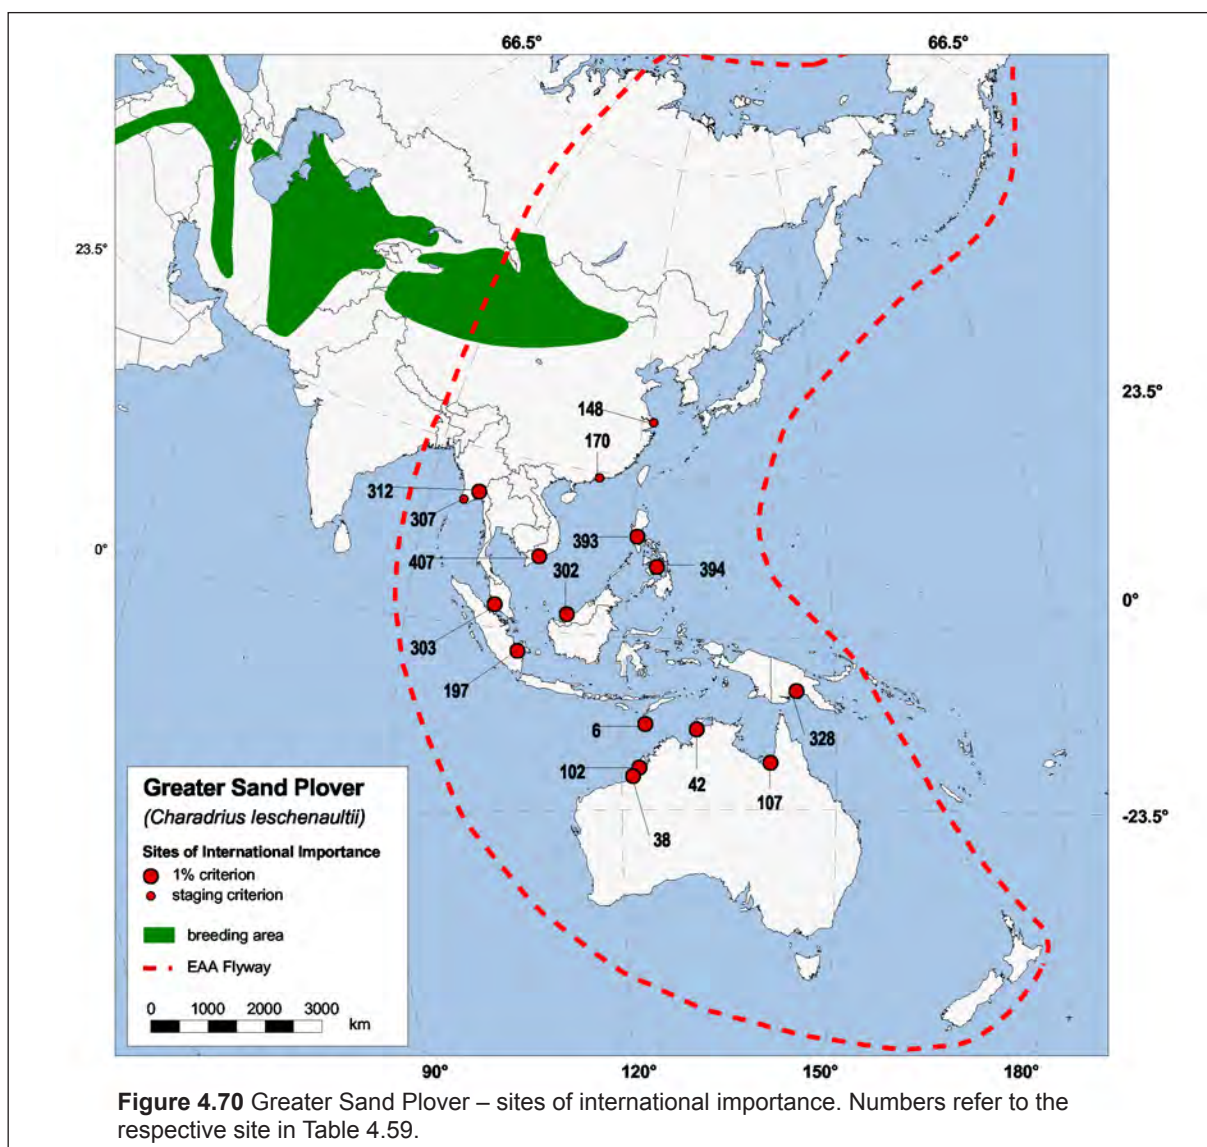 66.5°
66.5°
23.5°
23.5°
148
170
312
307
393
0°
407
302
394
0°
303
197
6
328
102
42
107
-23.5°
38
Greater Sand Plover
(Charadrius leschenaultii)
Sites of International Importance
1% criterion
staging criterion
breeding area
EAA Flyway
0 1000 2000 3000
km
90°
120°
150°
180°
Figure 4.70 Greater Sand Plover – sites of international importance. Numbers refer to the
respective site in Table 4.59.